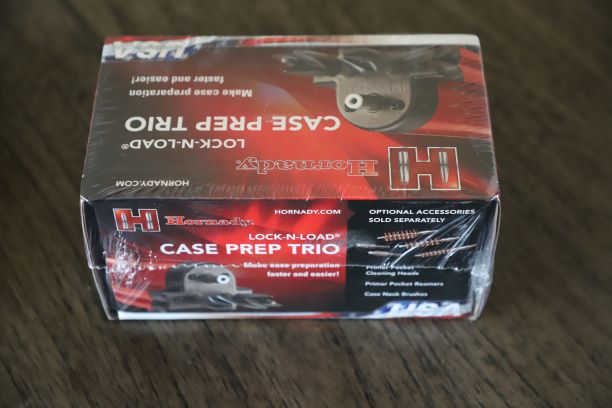 USA
Make case preparation
faster and easier!
CASE PREP TRIO
LOCK-N-LOAD®
H Hornady
HORNADY.COM
H Hornady
HORNADY.COM
LOCK-N-LOAD®
CASE PREP TRIO
Make case preparation
faster and easier!
OPTIONAL ACCESSORIES
SOLD SEPARATELY
Primer Pocket
Cleaning Heads
Primer Pocket Reamers
Case Neck Brushes
USA